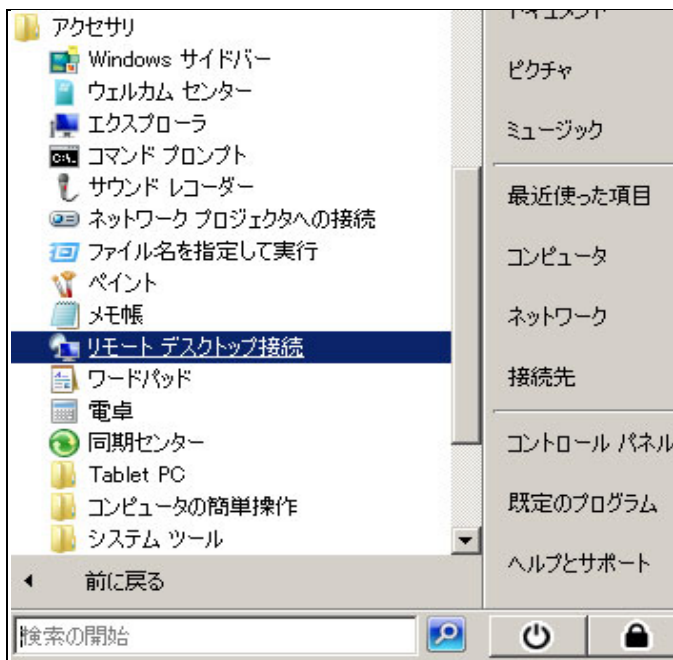 アクセサリ
Windows サイドバー
ウェルカム センター
エクスプローラ
コマンド プロンプト
サウンド レコーダー
ネットワーク プロジェクタへの接続
ファイル名を指定して実行
ペイント
メモ帳
リモート デスクトップ接続
ワードパッド
電卓
同期センター
Tablet PC
コンピュータの簡単操作
システム ツール
前に戻る
検索の開始
ドキュメント
ピクチャ
ミュージック
最近使った項目
コンピュータ
ネットワーク
接続先
コントロール パネル
既定のプログラム
ヘルプとサポート